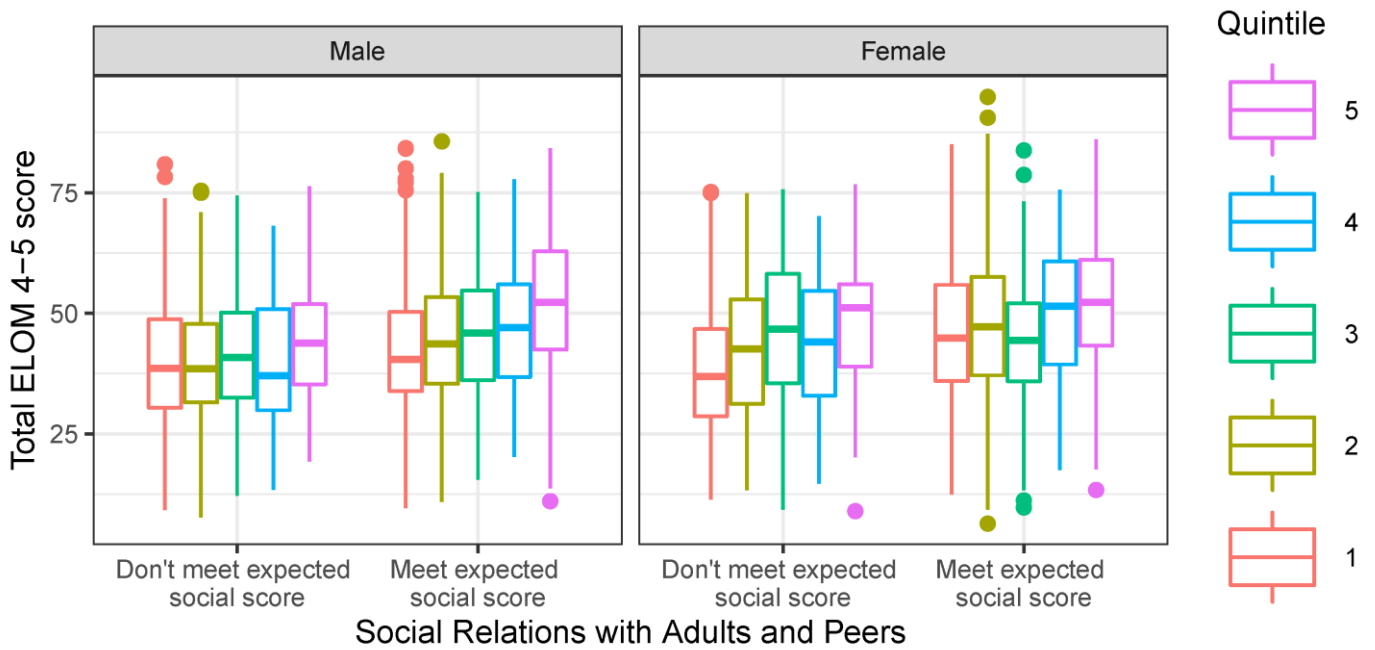 Male
Female
Quintile
5
4
3
2
1
Total ELOM 4−5 score
75
50
25
Don't meet expected
social score
Meet expected
social score
Don't meet expected
social score
Meet expected
social score
Social Relations with Adults and Peers